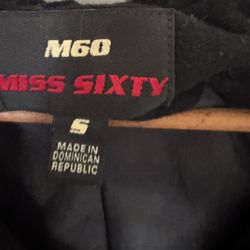 M60
MISS SIXTY
S
MADE IN
DOMINICAN
REPUBLIC